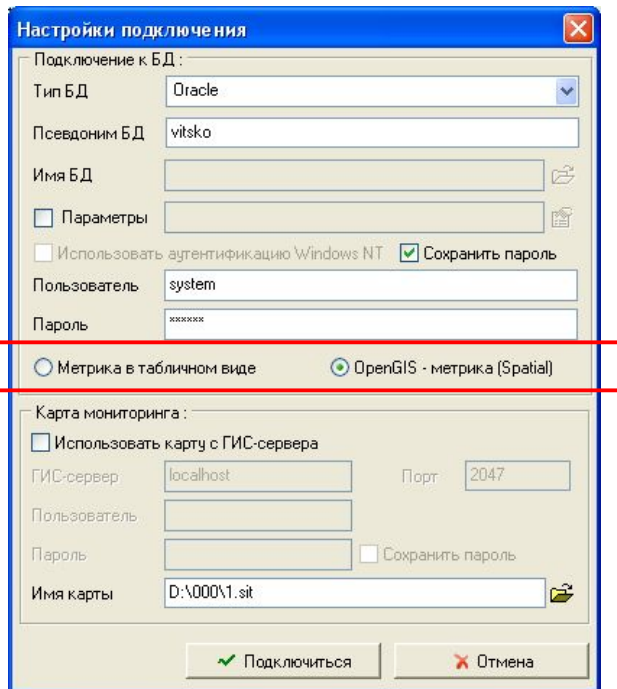 Настройки подключения
Подключение к БД :
Тип БД Oracle
Псевдоним БД vitsko
Имя БД
Параметры
Использовать аутентификацию Windows NT Сохранить пароль
Пользователь system
Пароль ××××××
Метрика в табличном виде OpenGIS - метрика (Spatial)
Карта мониторинга :
Использовать карту с ГИС-сервера
ГИС-сервер localhost Порт 2047
Пользователь
Пароль Сохранить пароль
Имя карты D:\000\1.sit
Подключиться Отмена